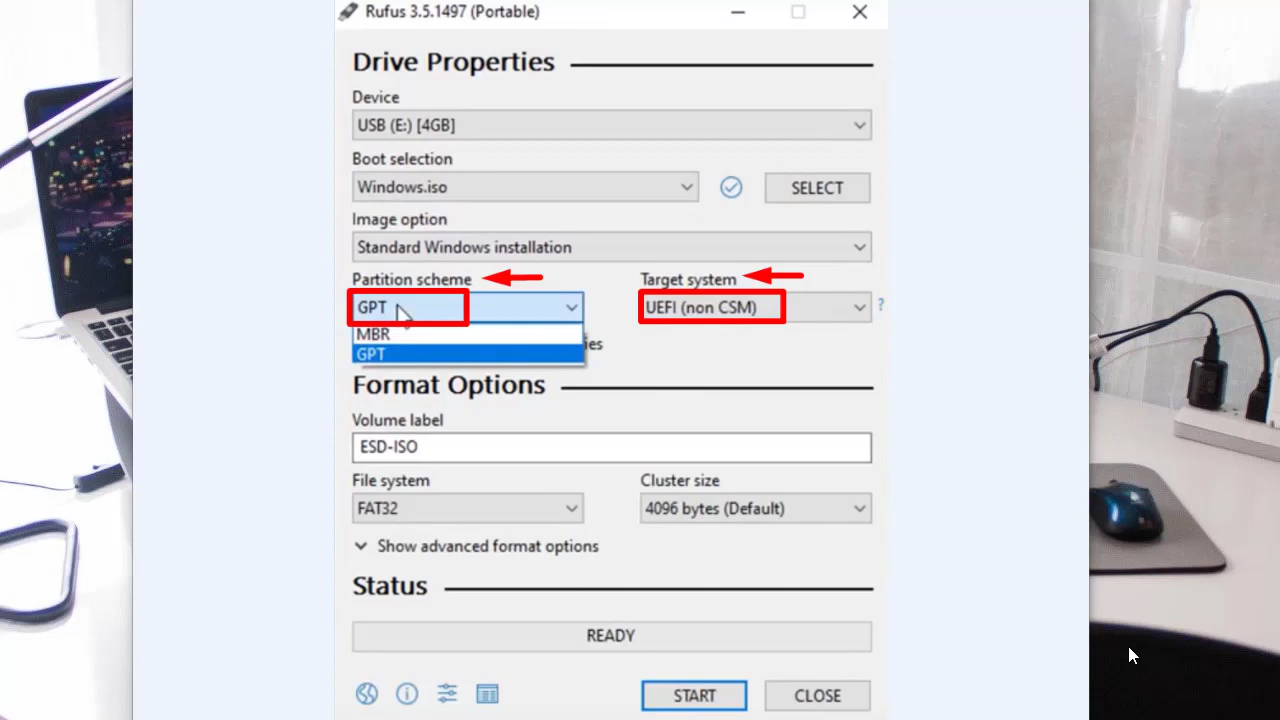 Rufus 3.5.1497 (Portable)
Drive Properties
Device
USB (E:) [4GB]
Boot selection
Windows.iso
SELECT
Image option
Standard Windows installation
Partition scheme
Target system
GPT
UEFI (non CSM)
?
MBR
GPT
ies
Format Options
Volume label
ESD-ISO
File system
Cluster size
FAT32
4096 bytes (Default)
Show advanced format options
Status
READY
START
CLOSE